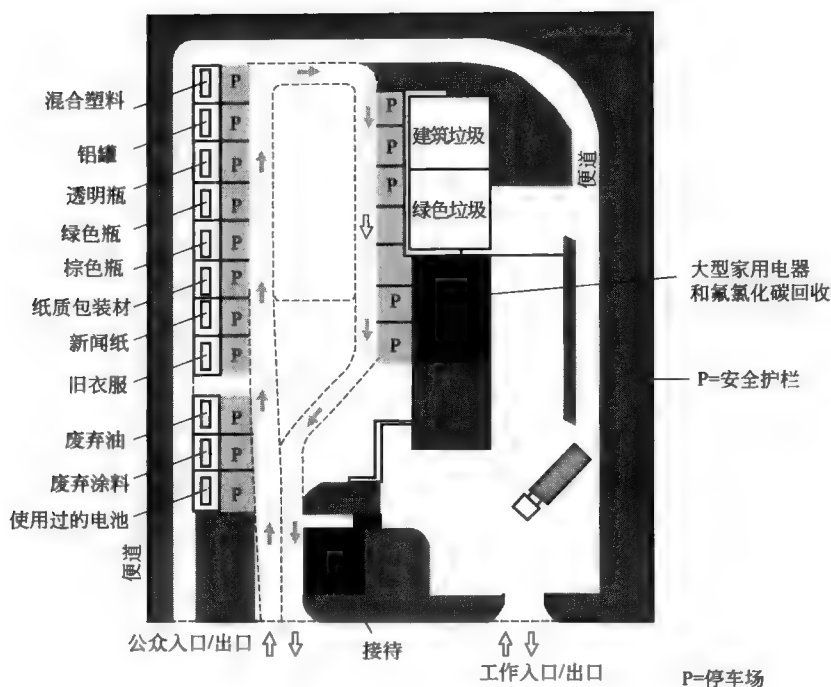 混合塑料
P
铝罐
P
透明瓶
P
绿色瓶
P
棕色瓶
P
纸质包装材
P
新闻纸
P
旧衣服
P
废弃油
P
废弃涂料
P
使用过的电池
P
便道
P
P
P
P
P
建筑垃圾
绿色垃圾
便道
大型家用电器
和氟氯化碳回收
P=安全护栏
公众入口/出口
接待
工作入口/出口
P=停车场